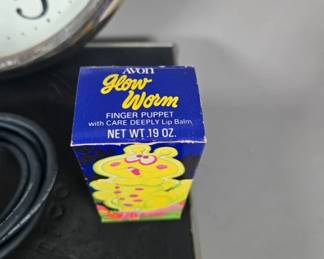 AVON
Glow
Worm
FINGER PUPPET
with CARE DEEPLY Lip Balm
NET WT. 19 OZ.